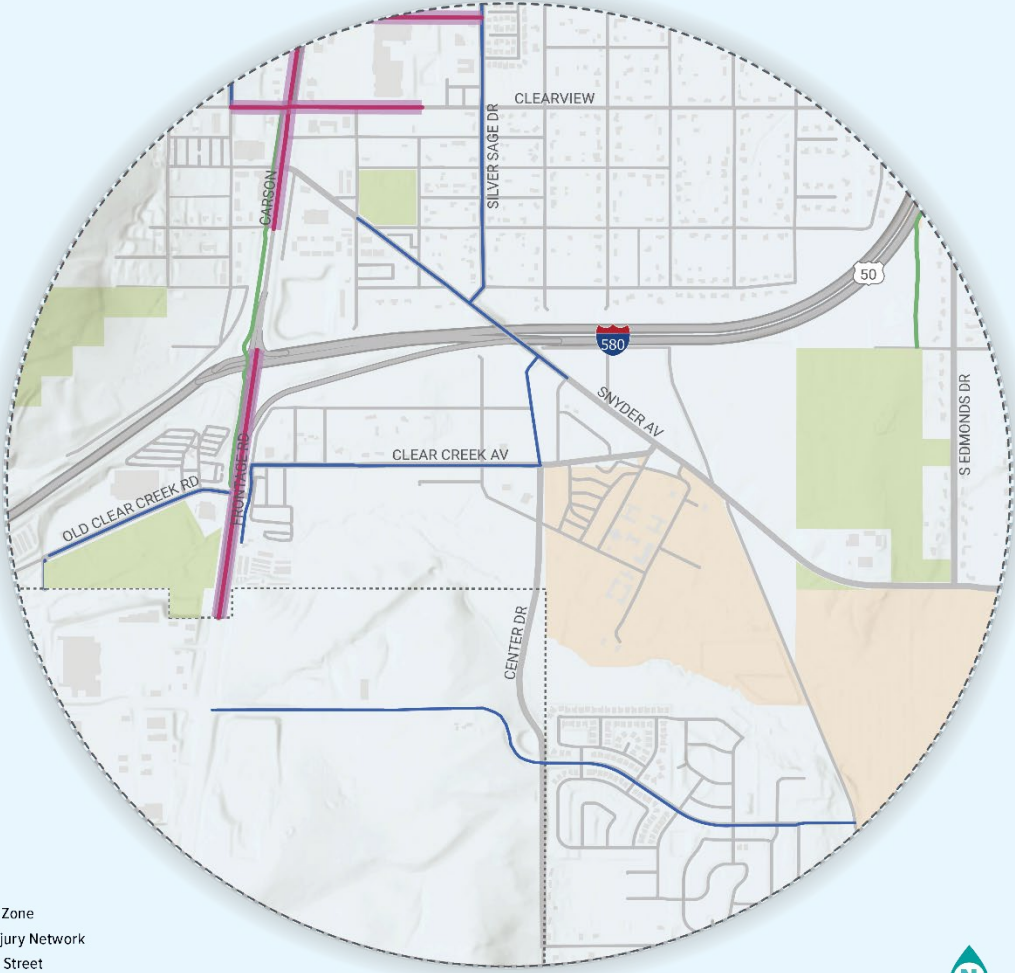 CLEARVIEW
SILVER SAGE DR
CARSON
50
580
SNYDER AV
S EDMONDS DR
CLEAR CREEK AV
FRONTAGE RD
OLD CLEAR CREEK RD
CENTER DR
Zone
jury Network
Street
N